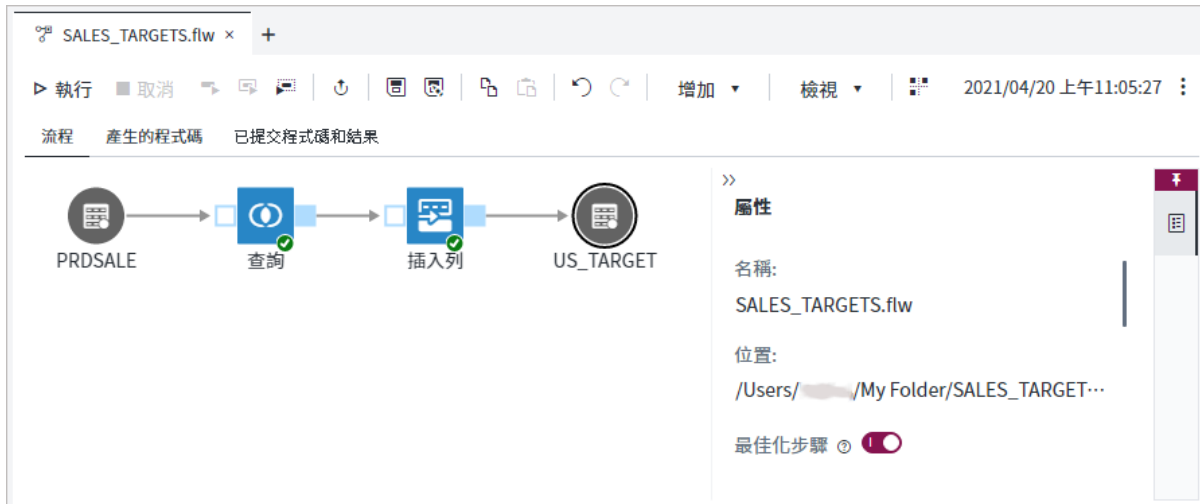 SALES_TARGETS.flw × +
執行 取消 增加 檢視 2021/04/20 上午11:05:27
流程 產生的程式碼 已提交程式碼和結果
PRDSALE 查詢 插入列 US_TARGET
屬性
名稱:
SALES_TARGETS.flw
位置:
/Users/ /My Folder/SALES_TARGET…
最佳化步驟